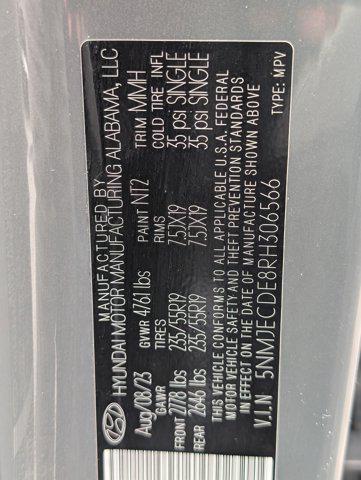 MANUFACTURED BY
HYUNDAI MOTOR MANUFACTURING ALABAMA, LLC
Aug/08/23 GVWR 4761 lbs PAINT NT2 TRIM MMH
GAWR TIRES RIMS COLD TIRE INFL
FRONT 2778 lbs 235/55R19 7.5JX19 35 psi SINGLE
REAR 2646 lbs 235/55R19 7.5JX19 35 psi SINGLE
THIS VEHICLE CONFORMS TO ALL APPLICABLE U.S.A. FEDERAL
MOTOR VEHICLE SAFETY AND THEFT PREVENTION STANDARDS
IN EFFECT ON THE DATE OF MANUFACTURE SHOWN ABOVE
V.I.N 5NMJECDE8RH306566 TYPE: MPV